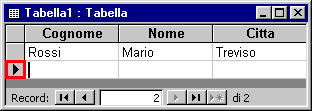 Tabella1 : Tabella
Cognome Nome Citta
Rossi Mario Treviso
Record: 2 di 2